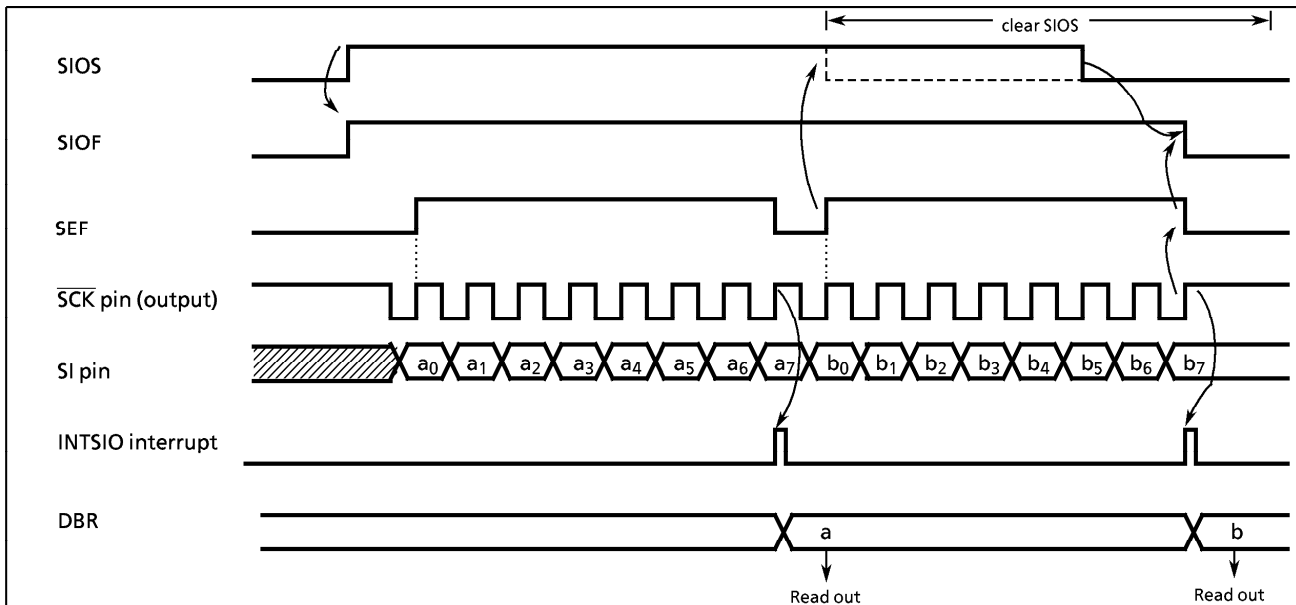 clear SIOS
SIOS
SIOF
SEF
SCK pin (output)
SI pin
a0 a1 a2 a3 a4 a5 a6 a7 b0 b1 b2 b3 b4 b5 b6 b7
INTSIO interrupt
DBR
a b
Read out Read out